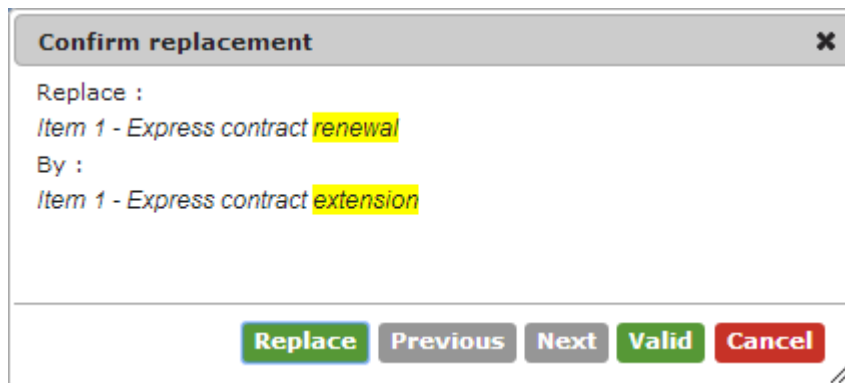 Confirm replacement
Replace :
Item 1 - Express contract renewal
By :
Item 1 - Express contract extension
Replace Previous Next Valid Cancel